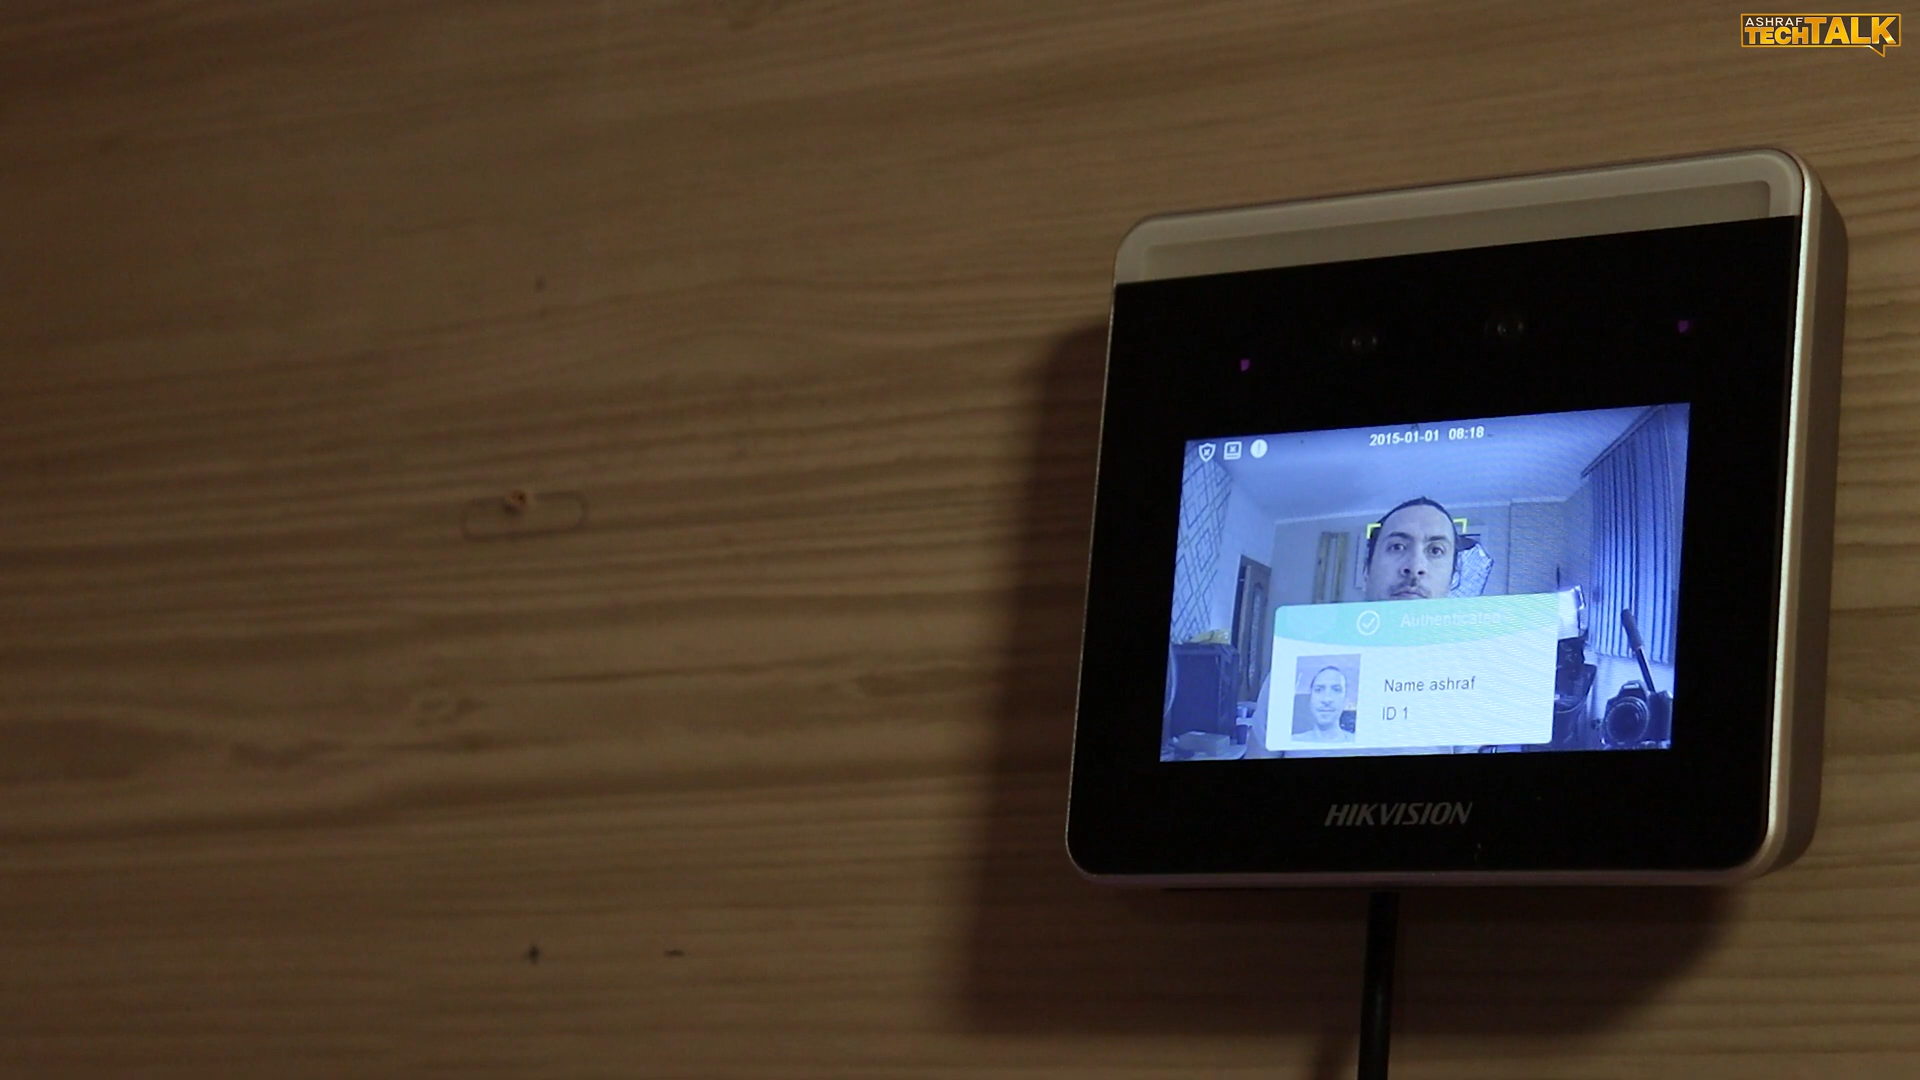 ASHRAF
TECHTALK
2015-01-01 08:18
Authenticated
Name ashraf
ID 1
HIKVISION